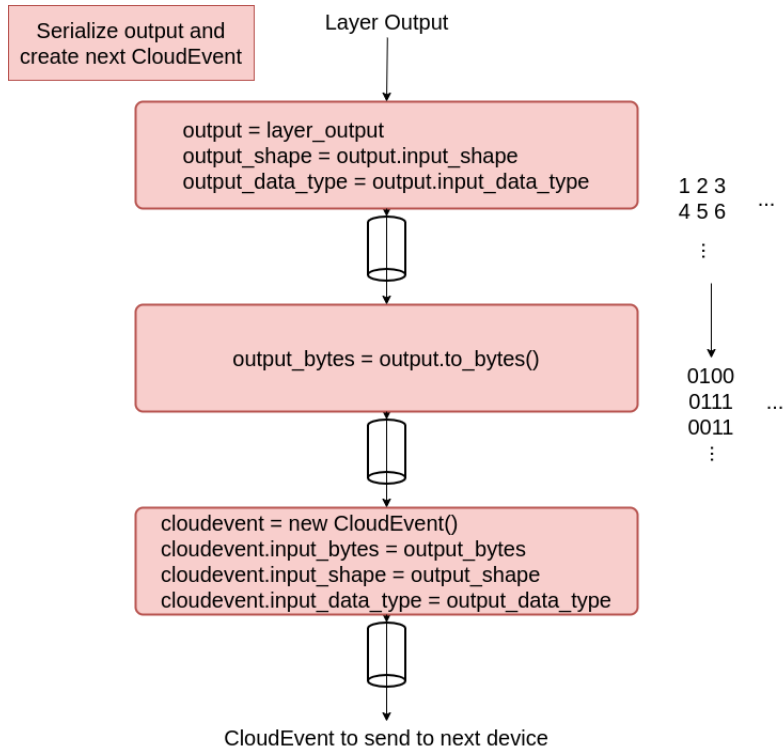 Serialize output and
create next CloudEvent
Layer Output
output = layer_output
output_shape = output.input_shape
output_data_type = output.input_data_type
1 2 3
4 5 6
...
⋮
output_bytes = output.to_bytes()
0100
0111
0011
...
⋮
cloudevent = new CloudEvent()
cloudevent.input_bytes = output_bytes
cloudevent.input_shape = output_shape
cloudevent.input_data_type = output_data_type
CloudEvent to send to next device